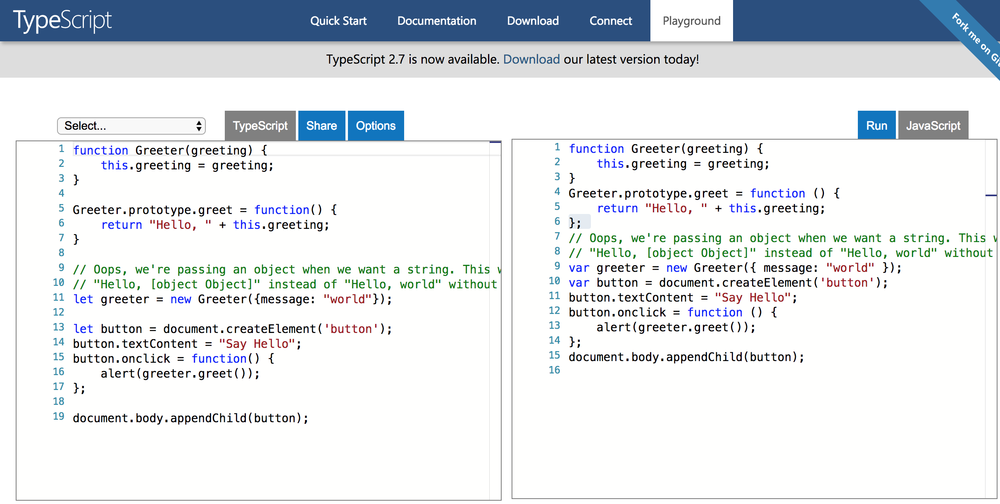 TypeScript
Quick Start Documentation Download Connect Playground
Fork me on
TypeScript 2.7 is now available. Download our latest version today!
Select... TypeScript Share Options
Run JavaScript
1 function Greeter(greeting) {
2     this.greeting = greeting;
3 }
4
5 Greeter.prototype.greet = function() {
6     return "Hello, " + this.greeting;
7 }
8
9 // Oops, we're passing an object when we want a string. This
10 // "Hello, [object Object]" instead of "Hello, world" without
11 let greeter = new Greeter({message: "world"});
12
13 let button = document.createElement('button');
14 button.textContent = "Say Hello";
15 button.onclick = function() {
16     alert(greeter.greet());
17 };
18
19 document.body.appendChild(button);
1 function Greeter(greeting) {
2     this.greeting = greeting;
3 }
4 Greeter.prototype.greet = function () {
5     return "Hello, " + this.greeting;
6 };
7 // Oops, we're passing an object when we want a string. This
8 // "Hello, [object Object]" instead of "Hello, world" without
9 var greeter = new Greeter({ message: "world" });
10 var button = document.createElement('button');
11 button.textContent = "Say Hello";
12 button.onclick = function () {
13     alert(greeter.greet());
14 };
15 document.body.appendChild(button);
16